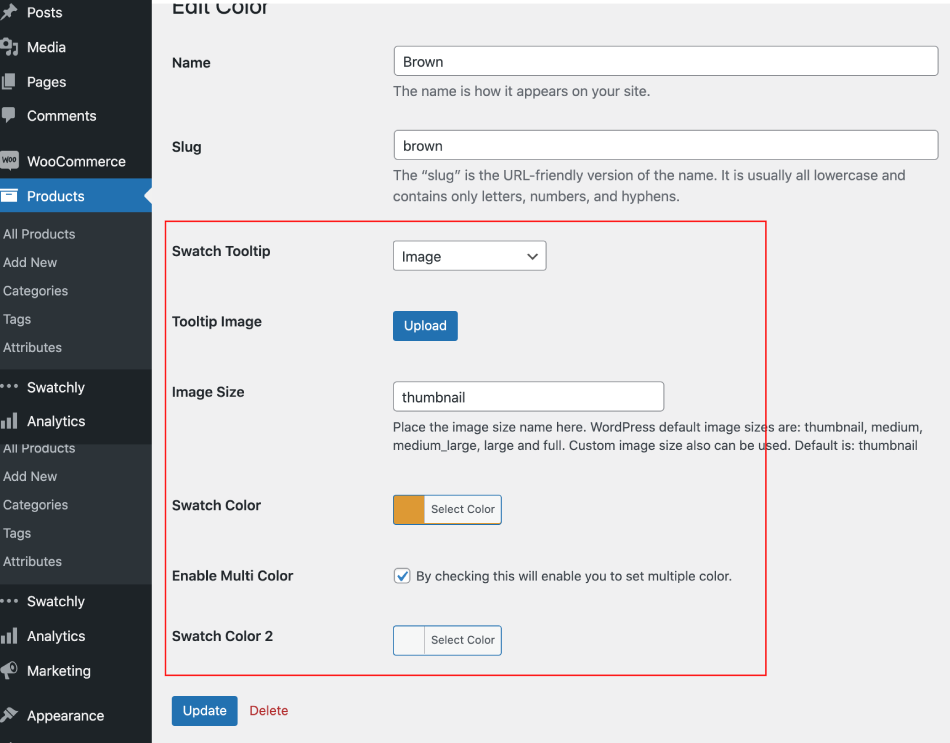 Posts
Media
Pages
Comments
WOO WooCommerce
Products
All Products
Add New
Categories
Tags
Attributes
Swatchly
Analytics
All Products
Add New
Categories
Tags
Attributes
Swatchly
Analytics
Marketing
Appearance
Edit Color
Name
Brown
The name is how it appears on your site.
Slug
brown
The “slug” is the URL-friendly version of the name. It is usually all lowercase and
contains only letters, numbers, and hyphens.
Swatch Tooltip
Image
Tooltip Image
Upload
Image Size
thumbnail
Place the image size name here. WordPress default image sizes are: thumbnail, medium,
medium_large, large and full. Custom image size also can be used. Default is: thumbnail
Swatch Color
Select Color
Enable Multi Color
By checking this will enable you to set multiple color.
Swatch Color 2
Select Color
Update Delete